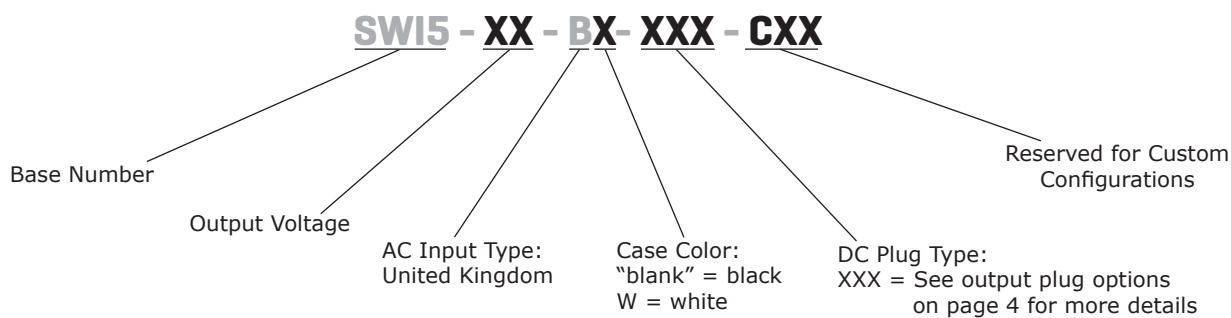 SWI5 - XX - BX- XXX - CXX
Base Number
Output Voltage
AC Input Type:
United Kingdom
Case Color:
“blank” = black
W = white
DC Plug Type:
XXX = See output plug options
on page 4 for more details
Reserved for Custom
Configurations